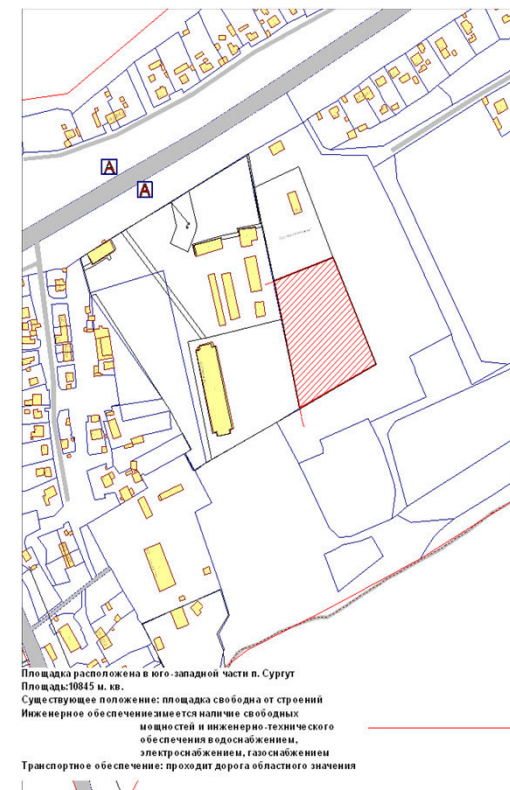 А
А
Площадка расположена в юго-западной части п. Сургут
Площадь:10845 м. кв.
Существующее положение: площадка свободна от строений
Инженерное обеспечение:имеется наличие свободных
мощностей и инженерно-технического
обеспечения водоснабжением,
электроснабжением, газоснабжением
Транспортное обеспечение: проходит дорога областного значения